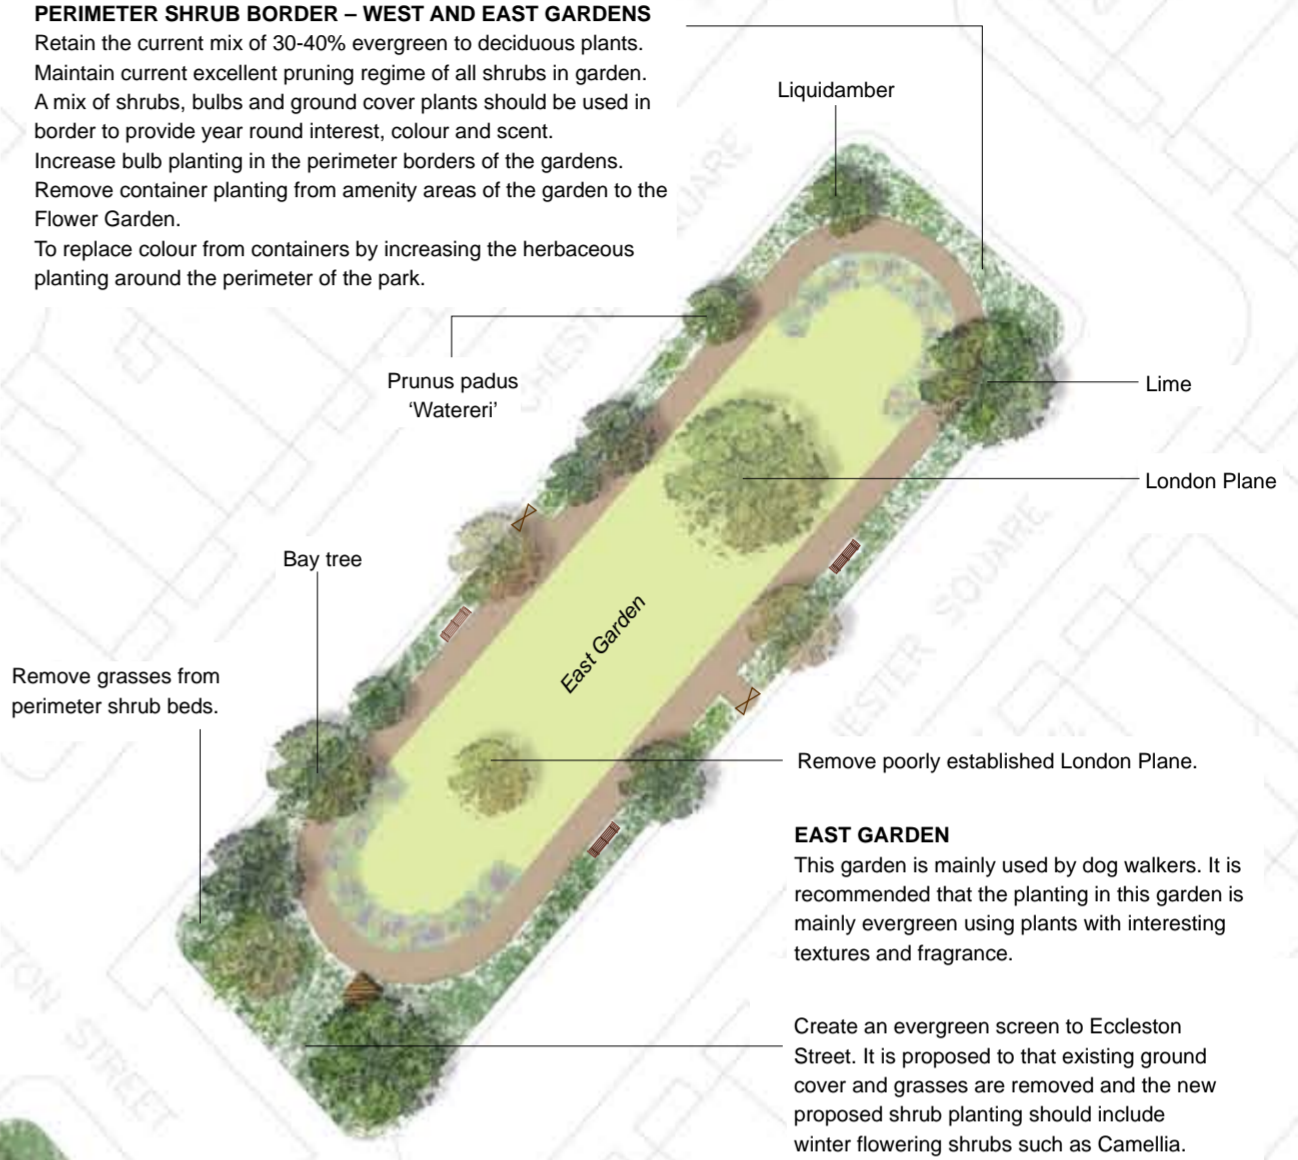 PERIMETER SHRUB BORDER – WEST AND EAST GARDENS
Retain the current mix of 30-40% evergreen to deciduous plants.
Maintain current excellent pruning regime of all shrubs in garden.
A mix of shrubs, bulbs and ground cover plants should be used in
border to provide year round interest, colour and scent.
Increase bulb planting in the perimeter borders of the gardens.
Remove container planting from amenity areas of the garden to the
Flower Garden.
To replace colour from containers by increasing the herbaceous
planting around the perimeter of the park.
Liquidamber
Prunus padus
‘Watereri’
Lime
London Plane
Bay tree
East Garden
SQUARE
Remove grasses from
perimeter shrub beds.
Remove poorly established London Plane.
EAST GARDEN
This garden is mainly used by dog walkers. It is
recommended that the planting in this garden is
mainly evergreen using plants with interesting
textures and fragrance.
STREET
Create an evergreen screen to Eccleston
Street. It is proposed to that existing ground
cover and grasses are removed and the new
proposed shrub planting should include
winter flowering shrubs such as Camellia.